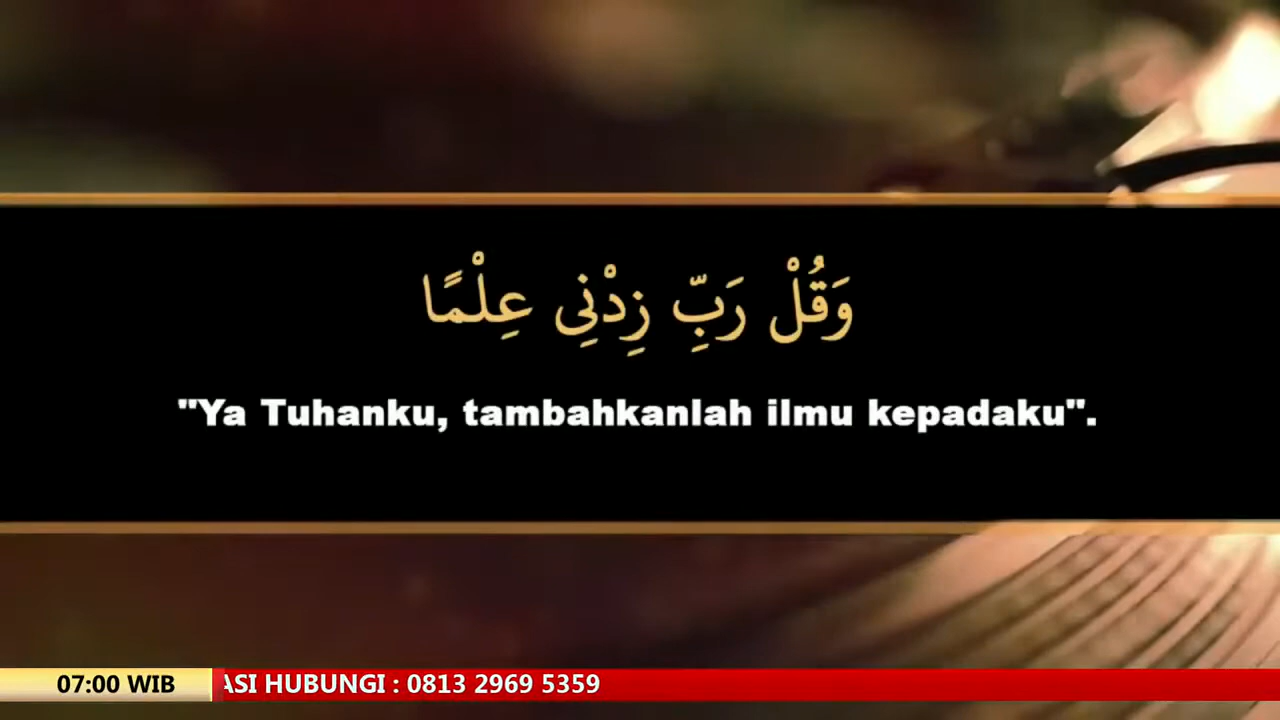 وَقُلْ رَبِّ زِدْنِي عِلْمًا
"Ya Tuhanku, tambahkanlah ilmu kepadaku".
07:00 WIB
ASI HUBUNGI : 0813 2969 5359